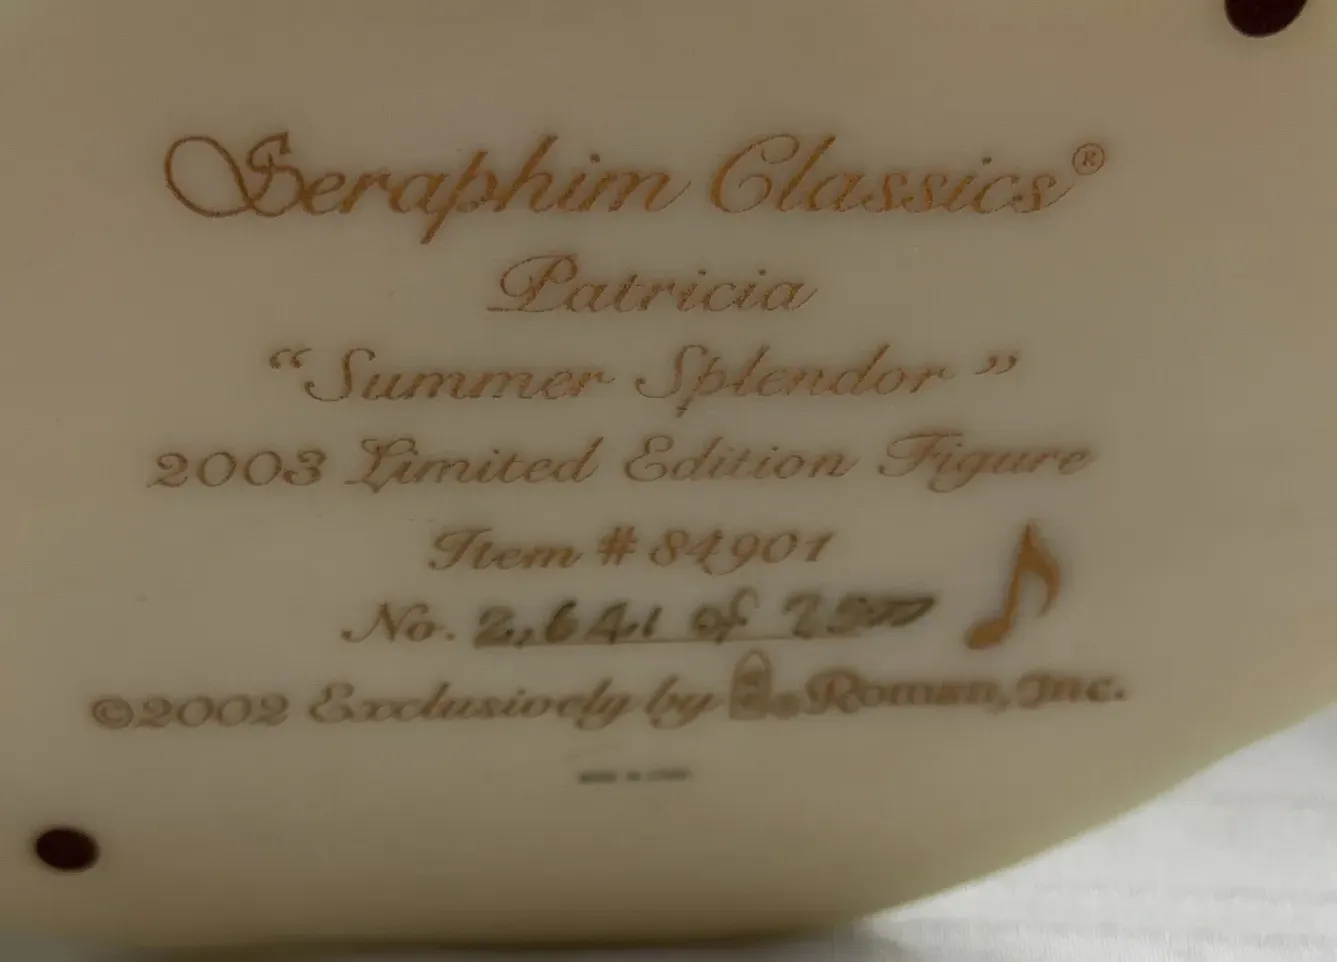 Seraphim Classics®
Patricia
“Summer Splendor”
2003 Limited Edition Figure
Item # 84901
No. 2,641 of
©2002 Exclusively by Roman, Inc.